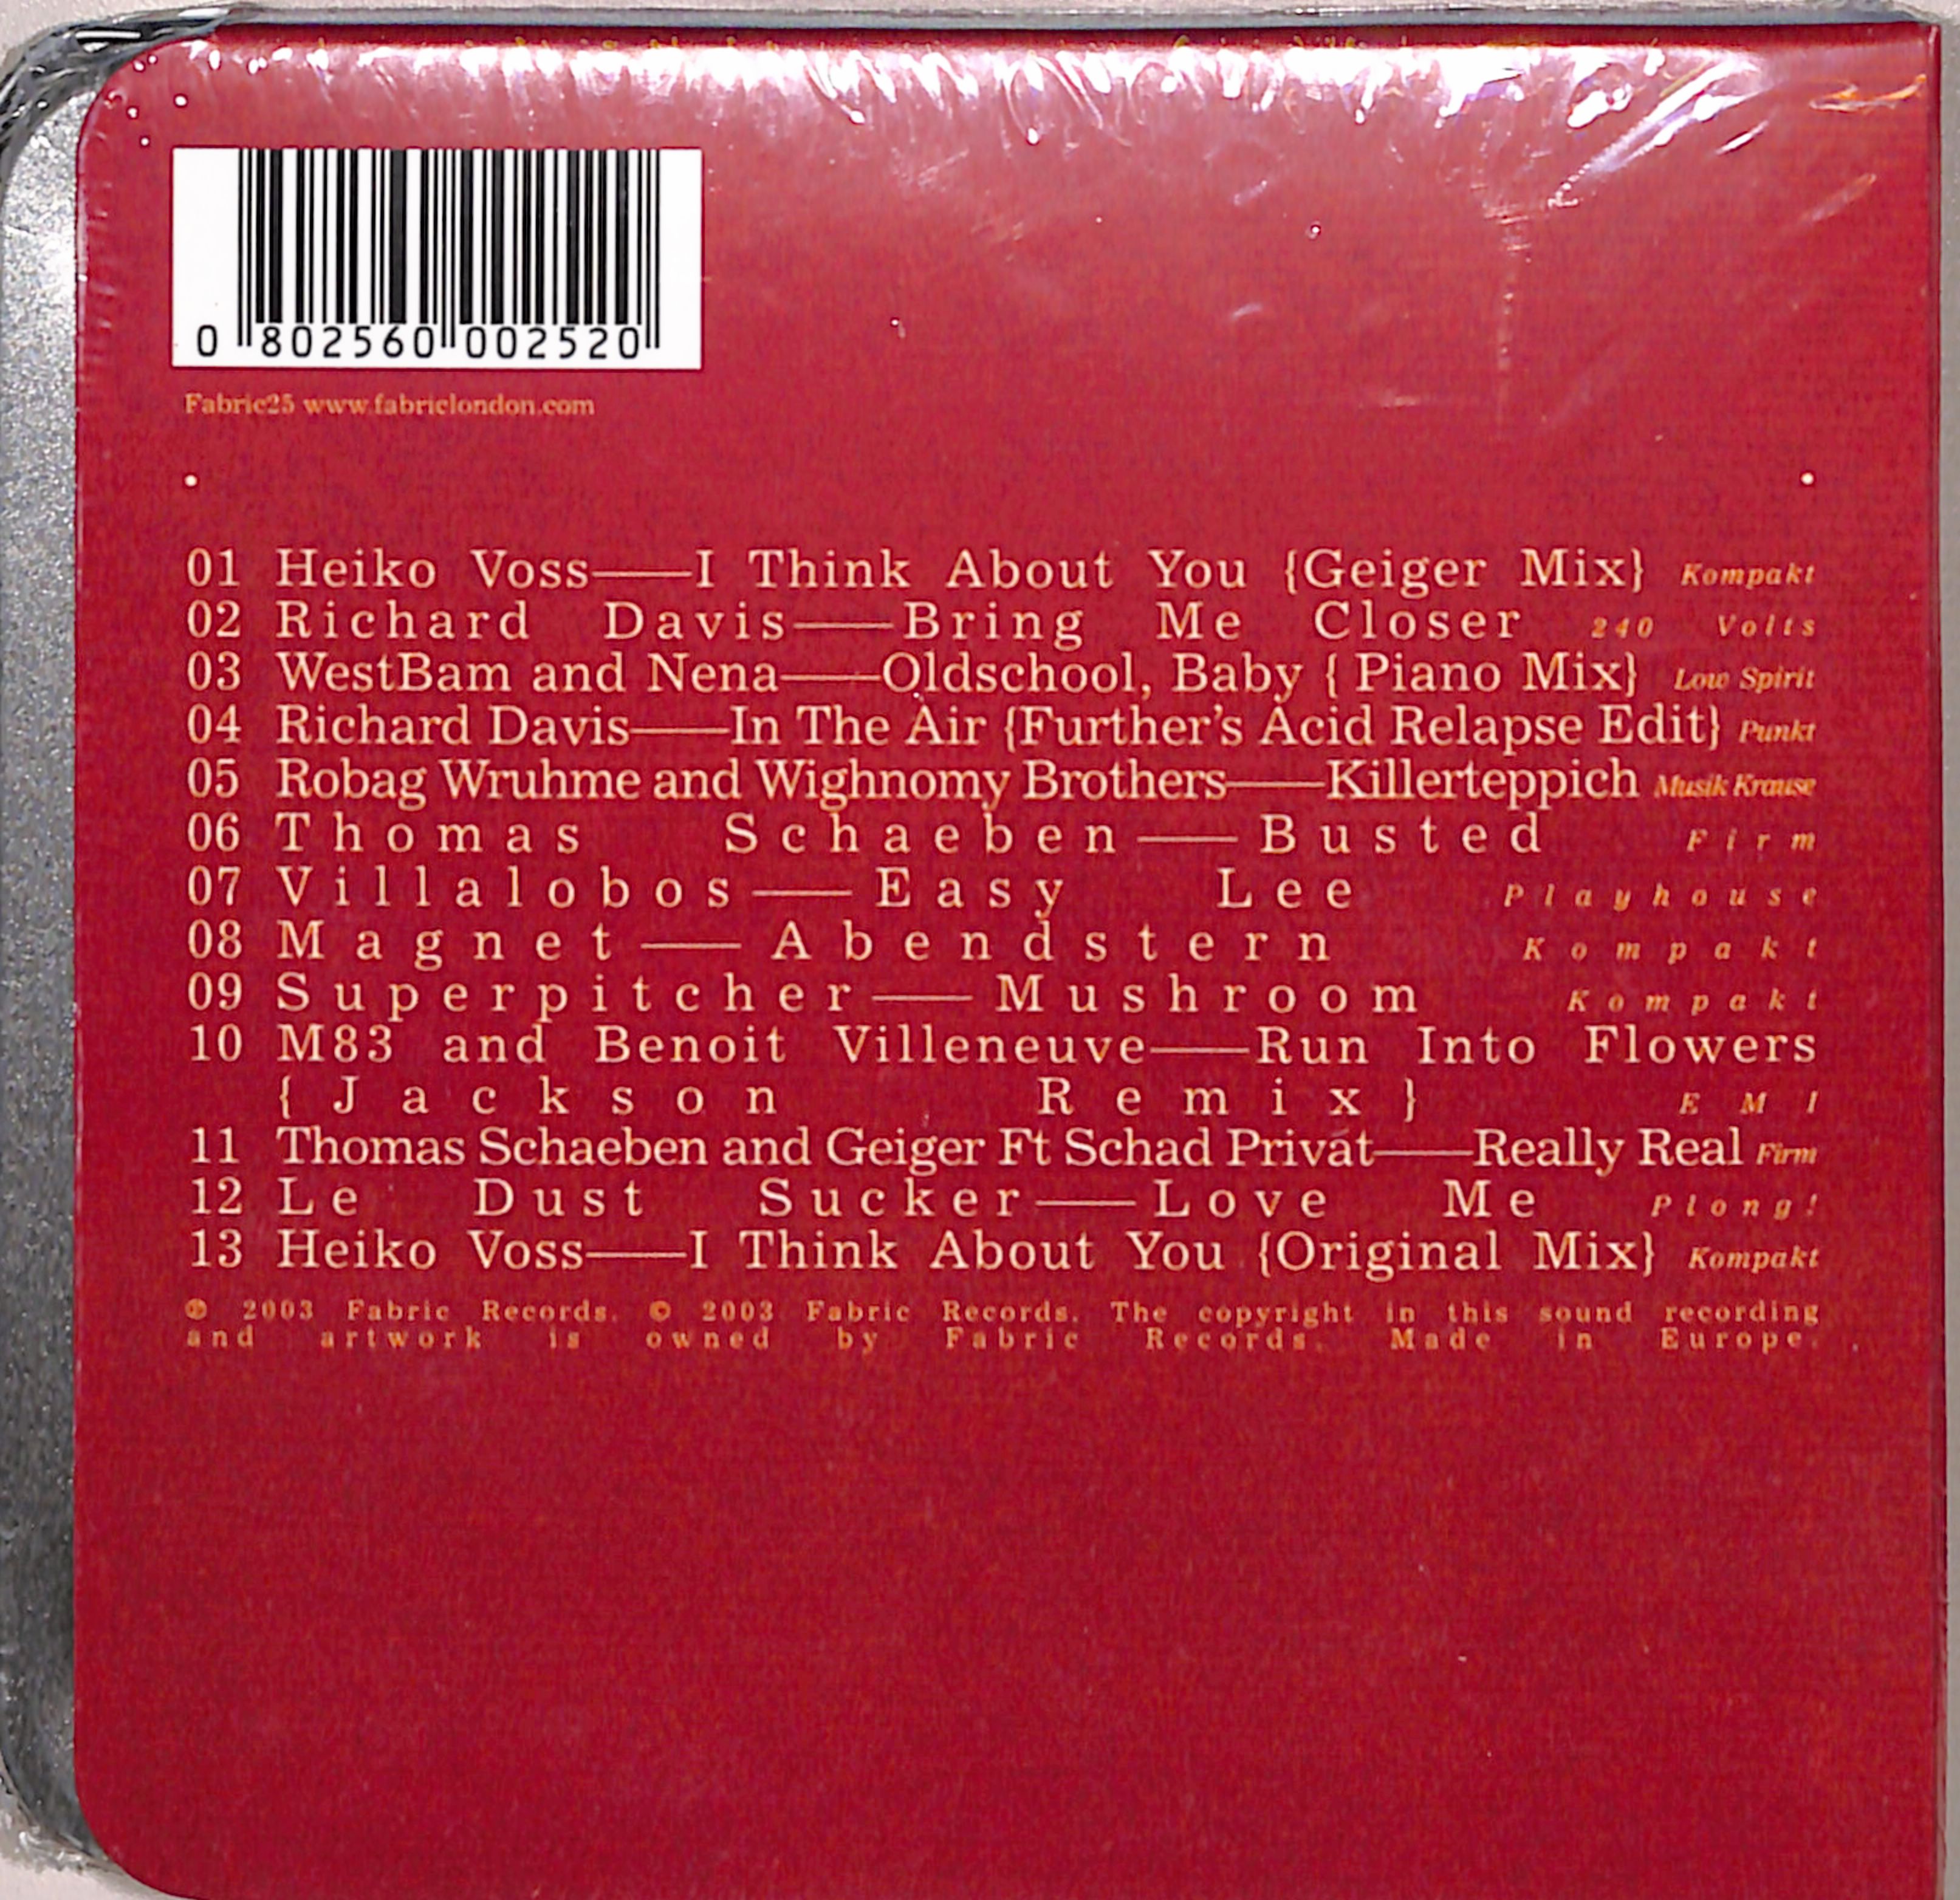 0 802560 002520
Fabric25 www.fabriclondon.com
01 Heiko Voss——I Think About You {Geiger Mix} Kompakt
02 Richard Davis——Bring Me Closer 240 Volts
03 WestBam and Nena——Oldschool, Baby { Piano Mix} Low Spirit
04 Richard Davis——In The Air {Further's Acid Relapse Edit} Punkt
05 Robag Wruhme and Wighnomy Brothers——Killerteppich Musik Krause
06 Thomas Schaeben——Busted Firm
07 Villalobos——Easy Lee Playhouse
08 Magnet——Abendstern Kompakt
09 Superpitcher——Mushroom Kompakt
10 M83 and Benoit Villeneuve——Run Into Flowers
{Jackson Remix} EMI
11 Thomas Schaeben and Geiger Ft Schad Privat——Really Real Firm
12 Le Dust Sucker——Love Me Plong!
13 Heiko Voss——I Think About You {Original Mix} Kompakt
℗ 2003 Fabric Records. © 2003 Fabric Records. The copyright in this sound recording
and artwork is owned by Fabric Records. Made in Europe.